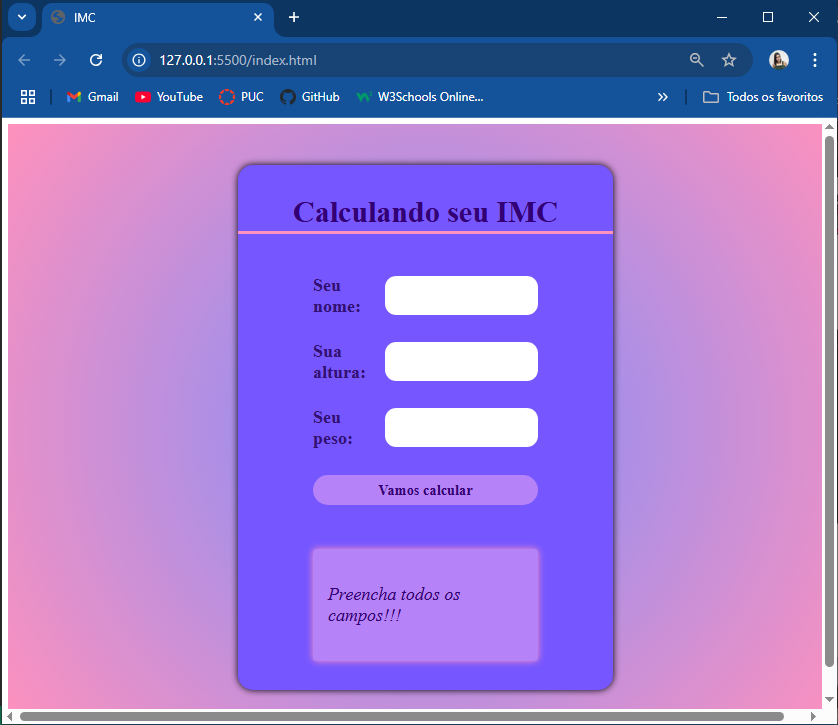 IMC
127.0.0.1:5500/index.html
Gmail YouTube PUC GitHub W3Schools Online... Todos os favoritos
Calculando seu IMC
Seu
nome:
Sua
altura:
Seu
peso:
Vamos calcular
Preencha todos os
campos!!!